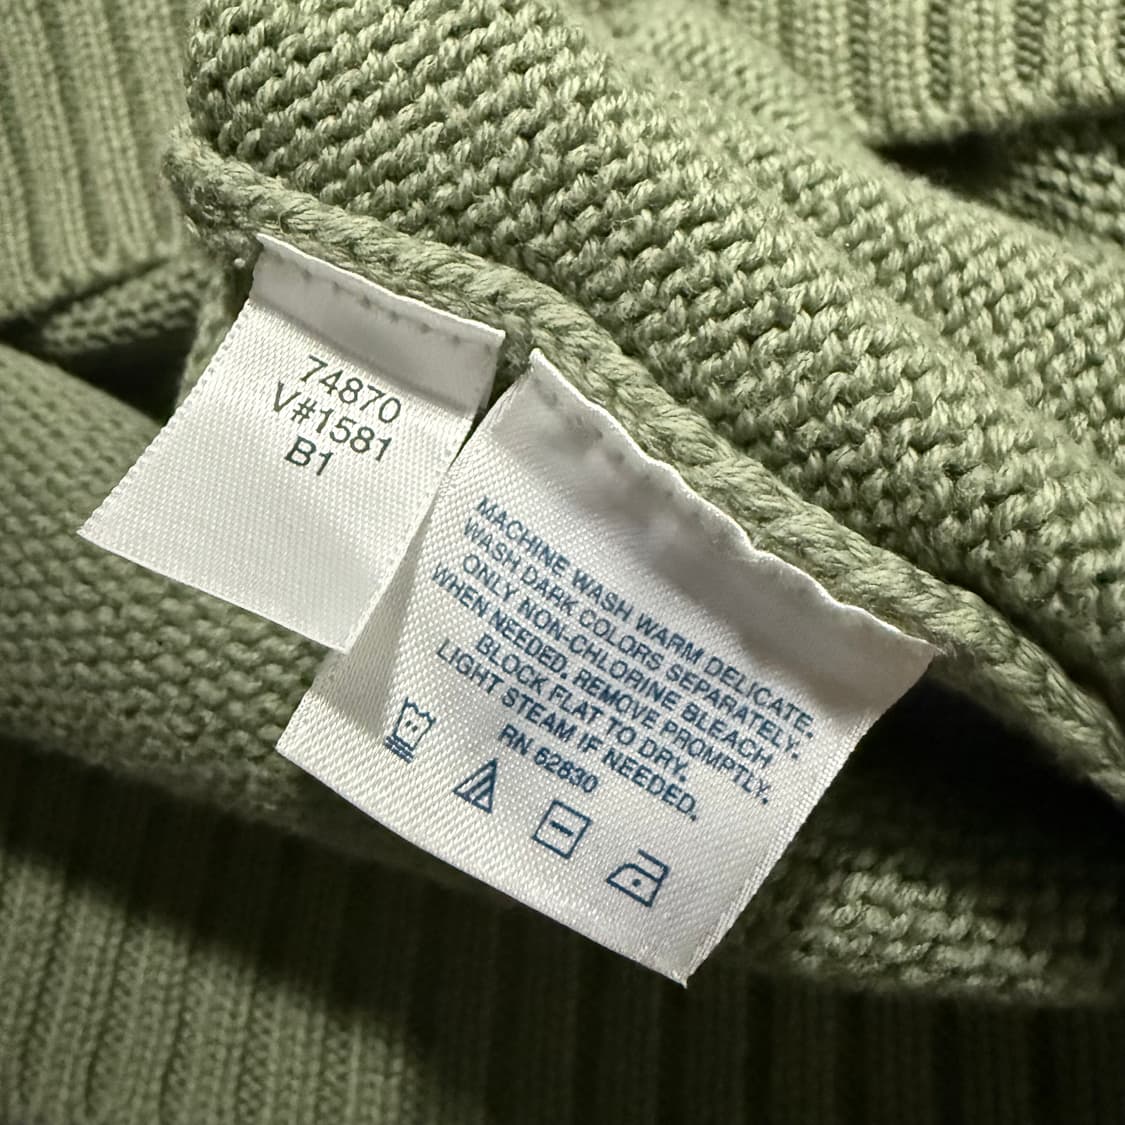 74870
V#1581
B1
MACHINE WASH WARM DELICATE.
WASH DARK COLORS SEPARATELY.
ONLY NON-CHLORINE BLEACH
WHEN NEEDED. REMOVE PROMPTLY.
BLOCK FLAT TO DRY.
LIGHT STEAM IF NEEDED.
RN 62830